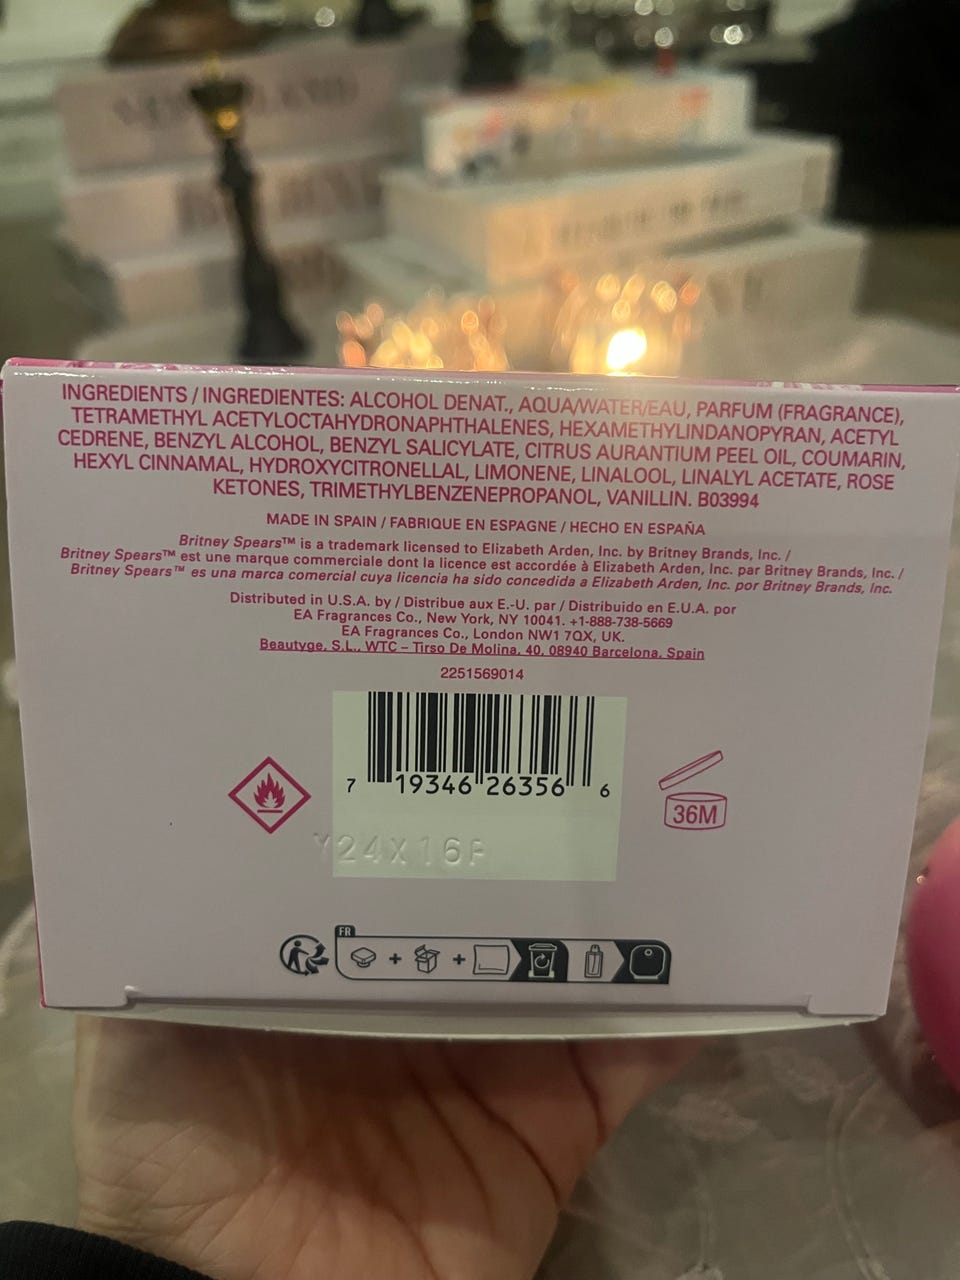 INGREDIENTS / INGREDIENTES: ALCOHOL DENAT., AQUA/WATER/EAU, PARFUM (FRAGRANCE),
TETRAMETHYL ACETYLOCTAHYDRONAPHTHALENES, HEXAMETHYLINDANOPYRAN, ACETYL
CEDRENE, BENZYL ALCOHOL, BENZYL SALICYLATE, CITRUS AURANTIUM PEEL OIL, COUMARIN,
HEXYL CINNAMAL, HYDROXYCITRONELLAL, LIMONENE, LINALOOL, LINALYL ACETATE, ROSE
KETONES, TRIMETHYLBENZENEPROPANOL, VANILLIN. B03994
MADE IN SPAIN / FABRIQUE EN ESPAGNE / HECHO EN ESPAÑA
Britney Spears™ is a trademark licensed to Elizabeth Arden, Inc. by Britney Brands, Inc. /
Britney Spears™ est une marque commerciale dont la licence est accordée à Elizabeth Arden, Inc. par Britney Brands, Inc. /
Britney Spears™ es una marca comercial cuya licencia ha sido concedida a Elizabeth Arden, Inc. por Britney Brands, Inc.
Distributed in U.S.A. by / Distribue aux E.-U. par / Distribuido en E.U.A. por
EA Fragrances Co., New York, NY 10041. +1-888-738-5669
EA Fragrances Co., London NW1 7QX, UK.
Beautyge, S.L., WTC – Tirso De Molina, 40, 08940 Barcelona, Spain
2251569014
7 19346 26356 6
36M
Y24X16F
FR